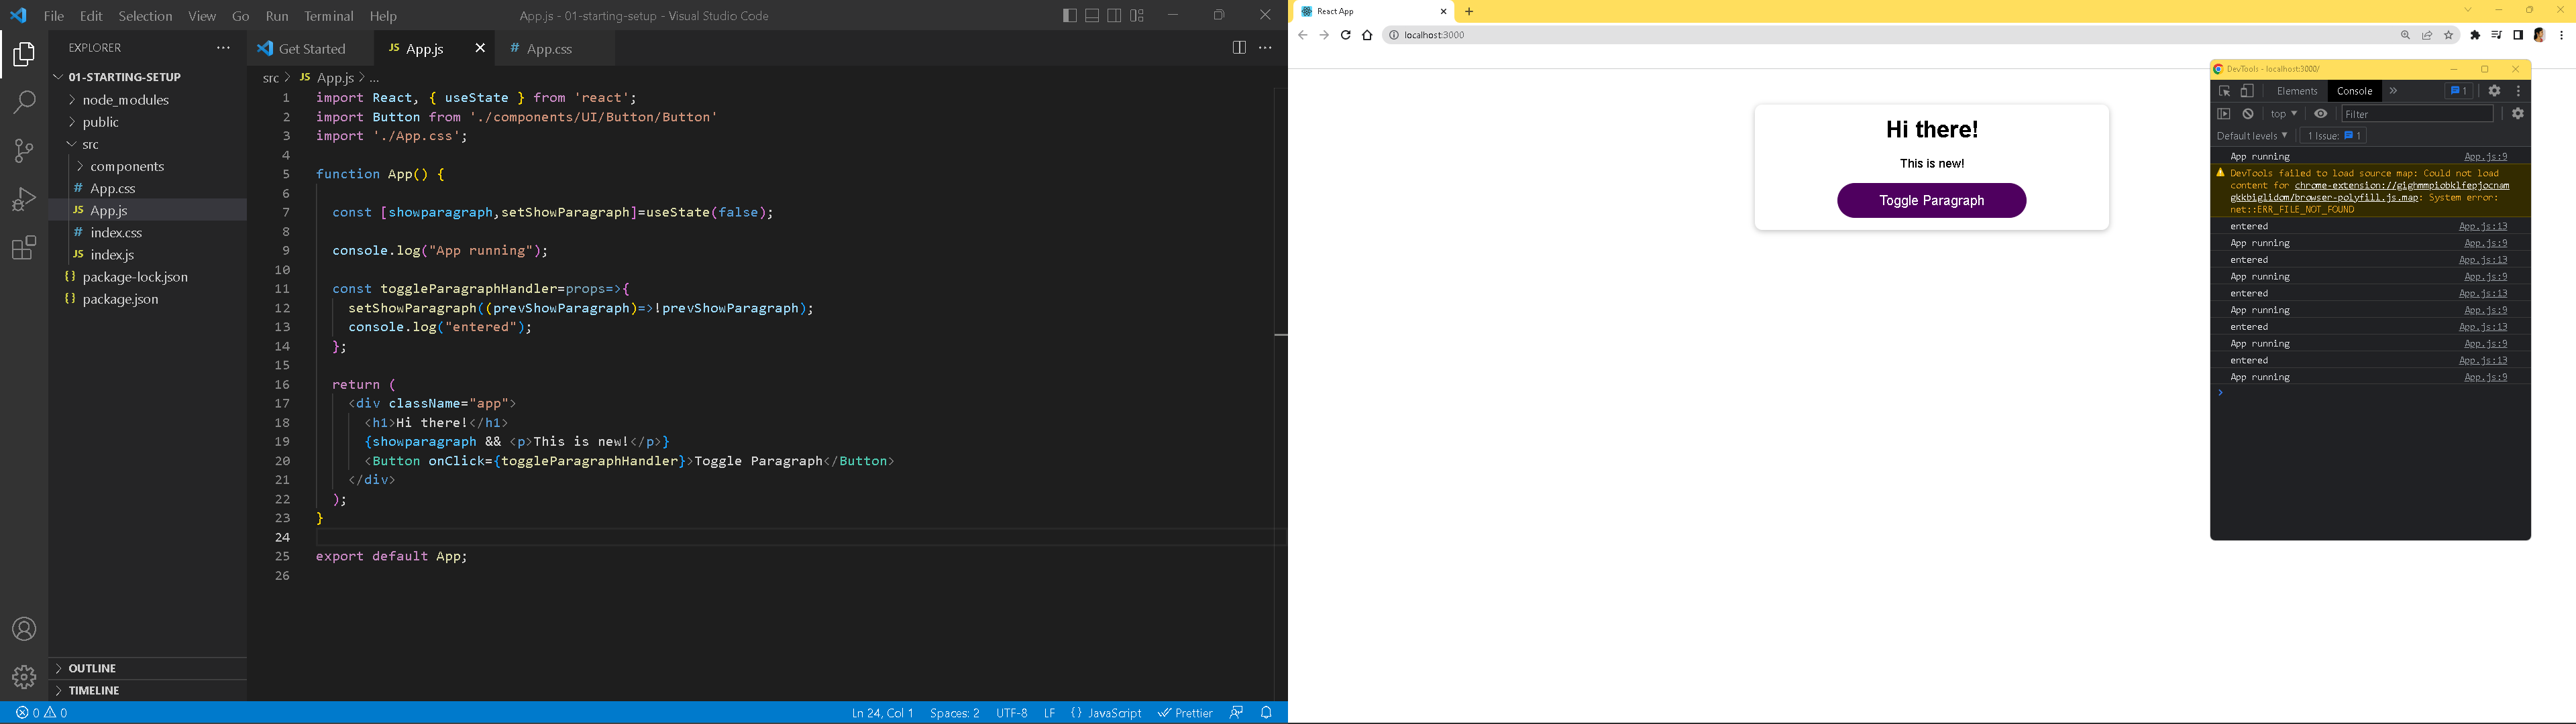 File Edit Selection View Go Run Terminal Help
App.js - 01-starting-setup - Visual Studio Code
EXPLORER
01-STARTING-SETUP
node_modules
public
src
components
# App.css
JS App.js
# index.css
JS index.js
{} package-lock.json
{} package.json
OUTLINE
TIMELINE
Get Started
JS App.js
# App.css
src > JS App.js > ...
1 import React, { useState } from 'react';
2 import Button from './components/UI/Button/Button'
3 import './App.css';
4
5 function App() {
6
7 const [showparagraph,setShowParagraph]=useState(false);
8
9 console.log("App running");
10
11 const toggleParagraphHandler=props=>{
12 setShowParagraph((prevShowParagraph)=>!prevShowParagraph);
13 console.log("entered");
14 };
15
16 return (
17 <div className="app">
18 <h1>Hi there!</h1>
19 {showparagraph && <p>This is new!</p>}
20 <Button onClick={toggleParagraphHandler}>Toggle Paragraph</Button>
21 </div>
22 );
23 }
24
25 export default App;
26
0 0
Ln 24, Col 1 Spaces: 2 UTF-8 LF {} JavaScript Prettier
React App
localhost:3000
Hi there!
This is new!
Toggle Paragraph
DevTools - localhost:3000/
Elements Console » 1
top Filter
Default levels 1 Issue: 1
App running App.js:9
DevTools failed to load source map: Could not load
content for chrome-extension://gighmmpiobklfepjocnam
gkkbiglidom/browser-polyfill.js.map: System error:
net::ERR_FILE_NOT_FOUND
entered App.js:13
App running App.js:9
entered App.js:13
App running App.js:9
entered App.js:13
App running App.js:9
entered App.js:13
App running App.js:9
entered App.js:13
App running App.js:9